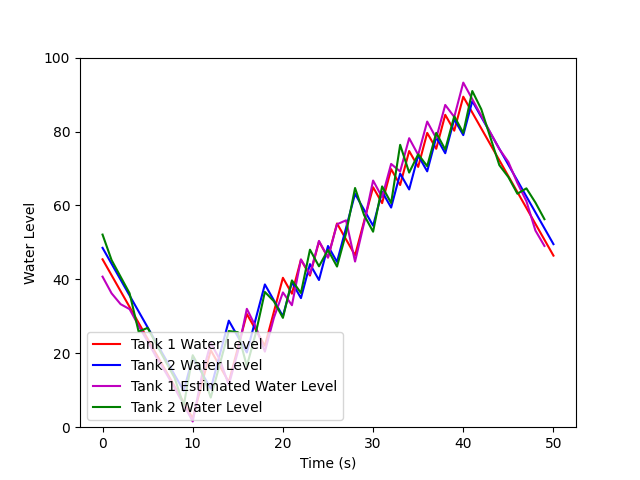 100
80
60
40
20
0
Water Level
Tank 1 Water Level
Tank 2 Water Level
Tank 1 Estimated Water Level
Tank 2 Water Level
0 10 20 30 40 50
Time (s)